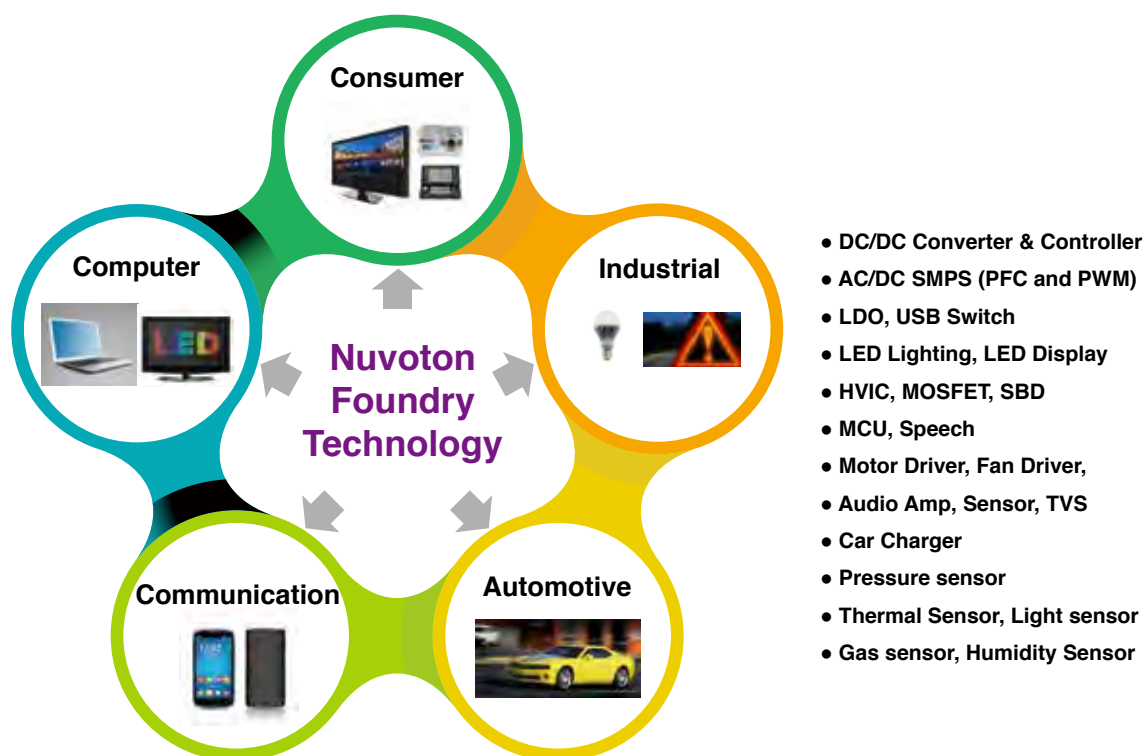 Consumer
Computer
LED
Industrial
Nuvoton
Foundry
Technology
Communication
Automotive
● DC/DC Converter & Controller
● AC/DC SMPS (PFC and PWM)
● LDO, USB Switch
● LED Lighting, LED Display
● HVIC, MOSFET, SBD
● MCU, Speech
● Motor Driver, Fan Driver,
● Audio Amp, Sensor, TVS
● Car Charger
● Pressure sensor
● Thermal Sensor, Light sensor
● Gas sensor, Humidity Sensor